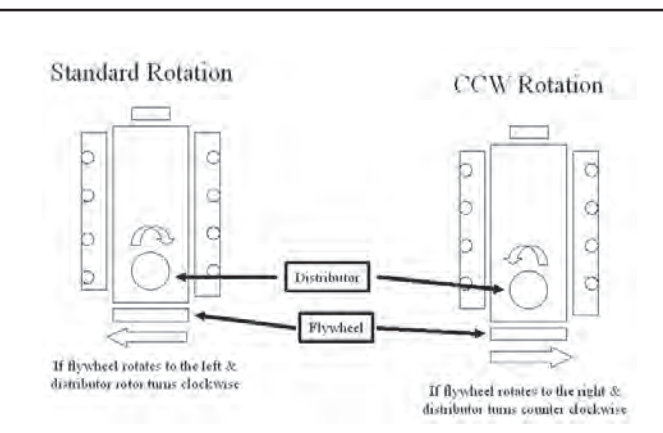 Standard Rotation
CCW Rotation
Distributor
Flywheel
If flywheel rotates to the left &
distributor rotor turns clockwise
If flywheel rotates to the right &
distributor turns counter clockwise